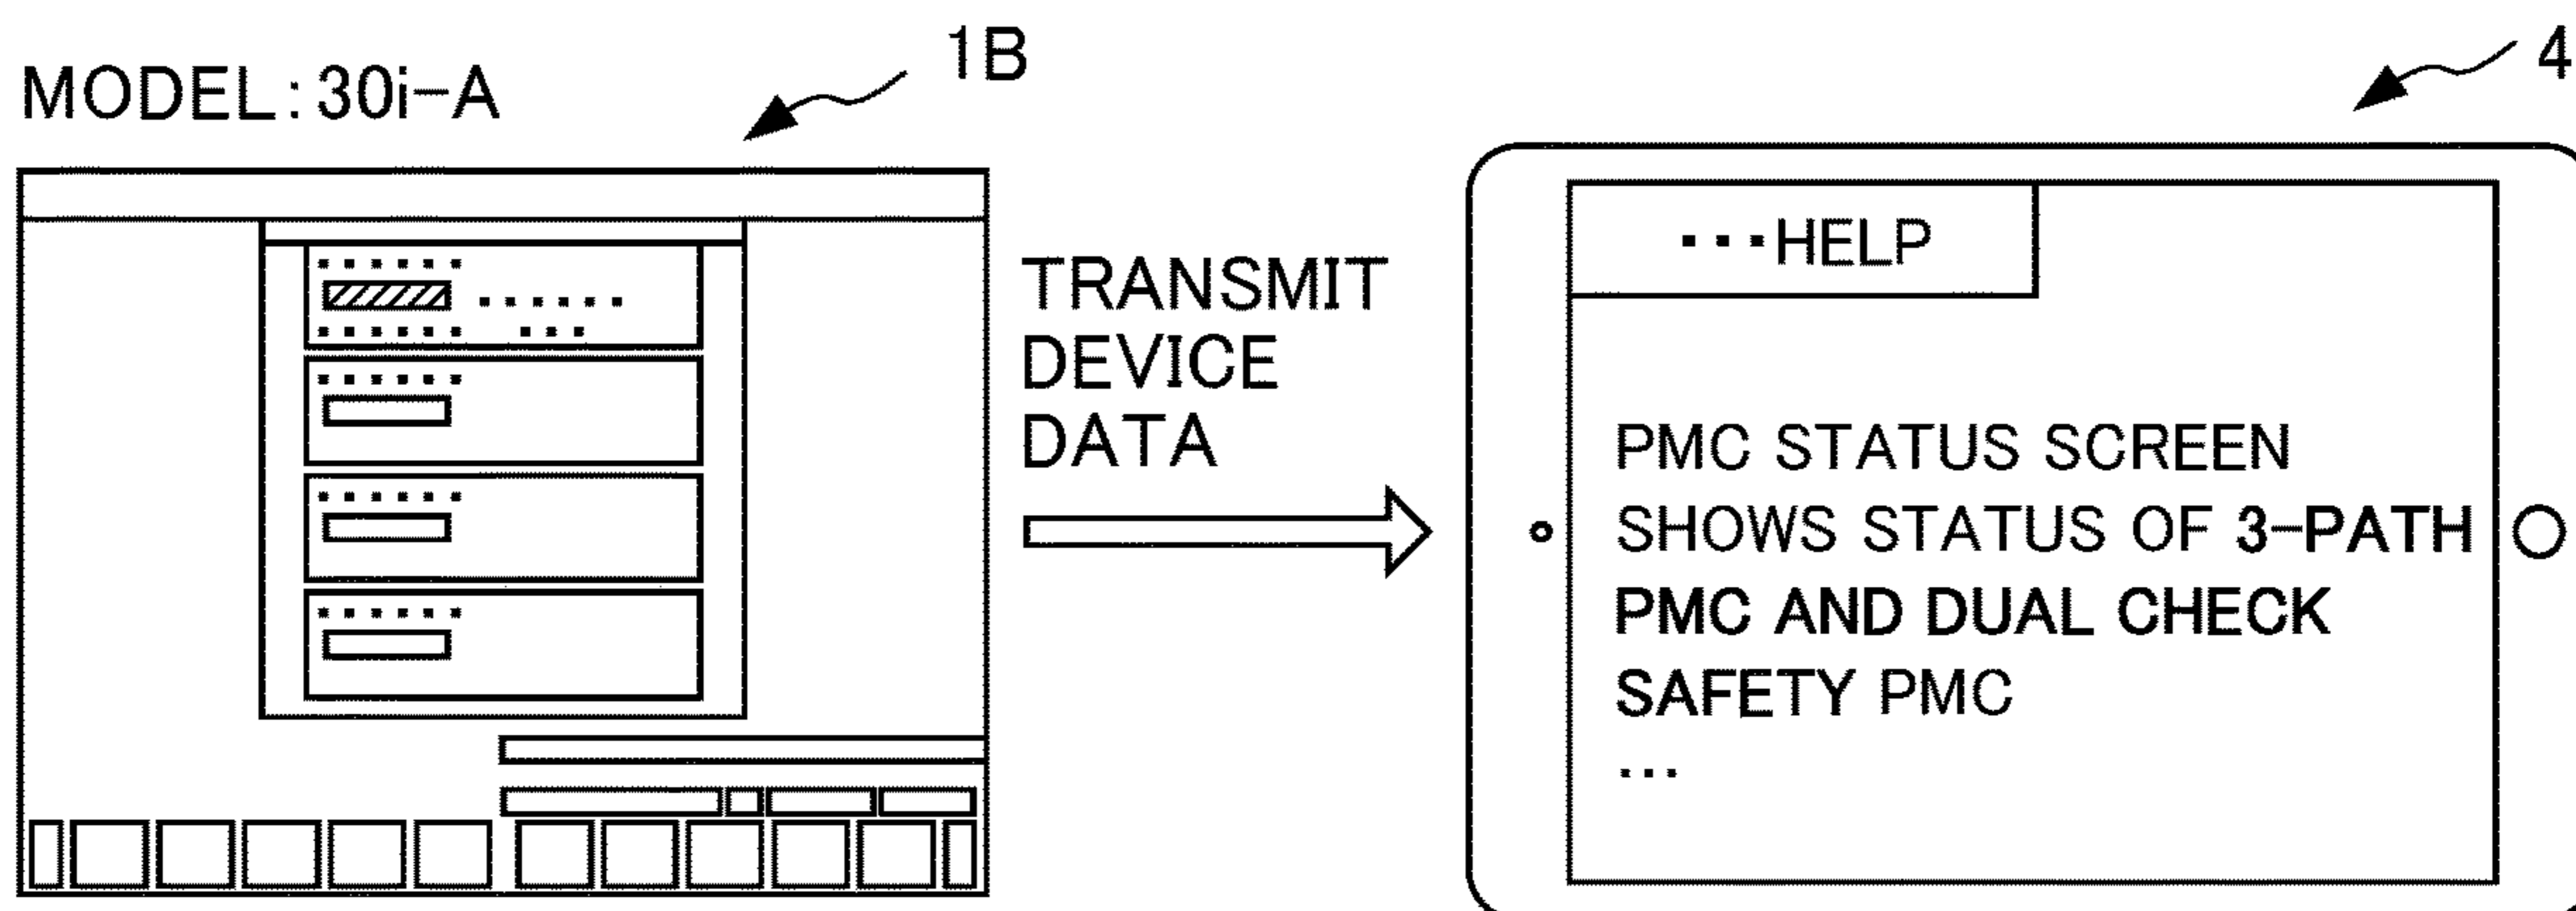 MODEL:30i-A
1B
4
TRANSMIT
DEVICE
DATA
···HELP
PMC STATUS SCREEN
SHOWS STATUS OF 3-PATH
PMC AND DUAL CHECK
SAFETY PMC
···